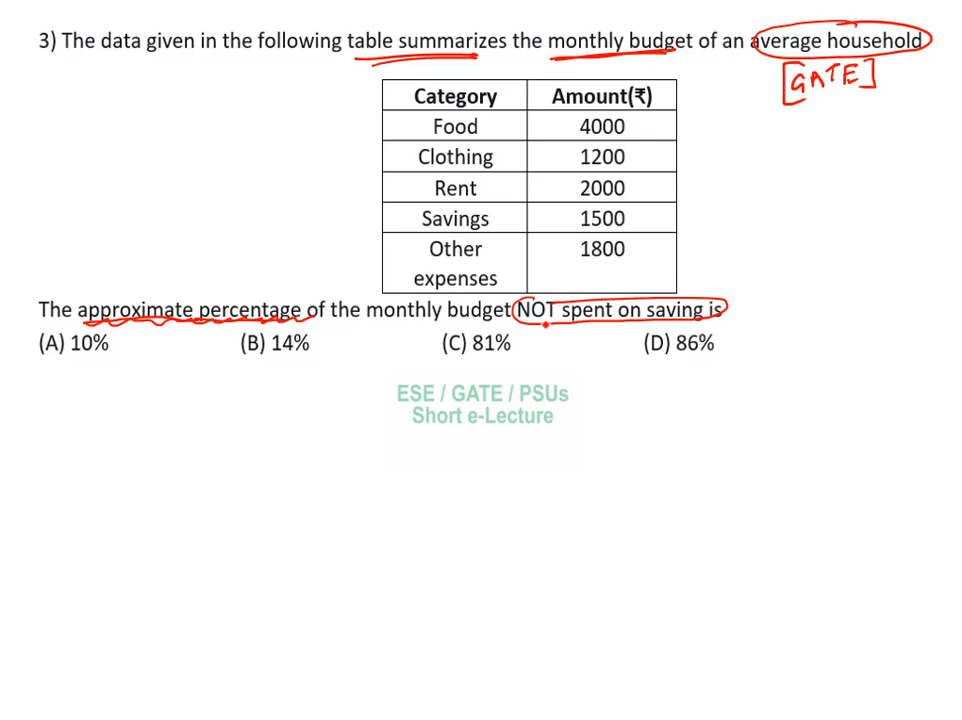 3) The data given in the following table summarizes the monthly budget of an average household
[GATE]
Category Amount(₹)
Food 4000
Clothing 1200
Rent 2000
Savings 1500
Other 1800
expenses
The approximate percentage of the monthly budget NOT spent on saving is
(A) 10% (B) 14% (C) 81% (D) 86%
ESE / GATE / PSUs
Short e-Lecture